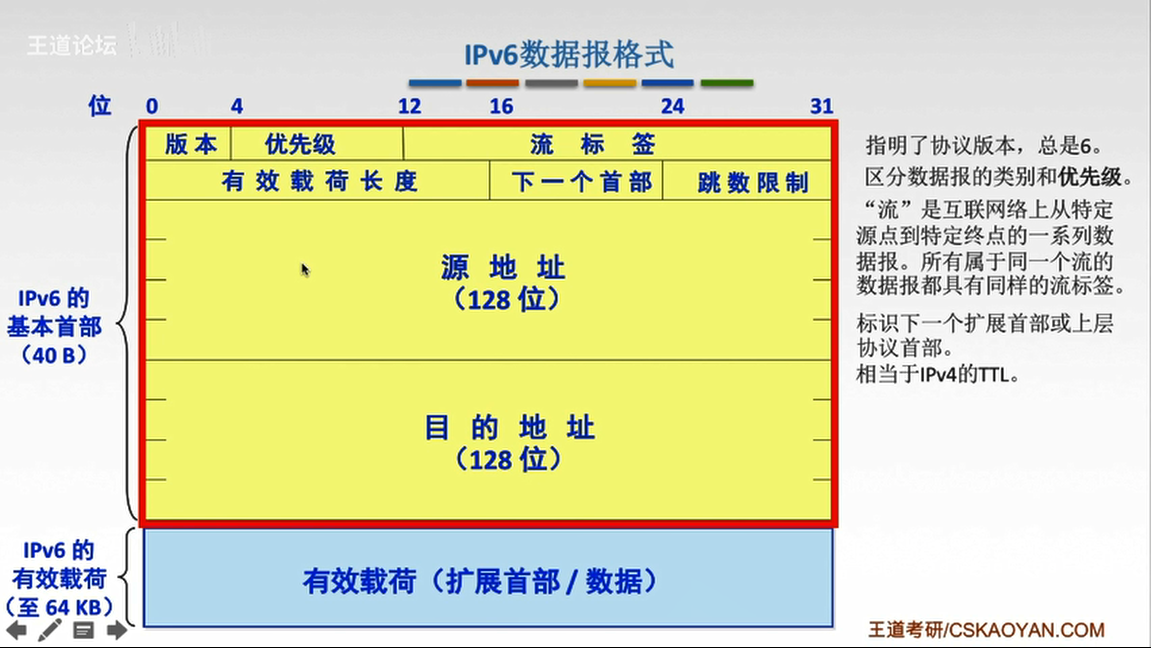 王道论坛
IPv6数据报格式
位 0 4 12 16 24 31
版本 优先级 流标签
有效载荷长度 下一个首部 跳数限制
源地址
（128 位）
目的地址
（128 位）
IPv6 的
基本首部
（40 B）
IPv6 的
有效载荷
（至 64 KB）
有效载荷（扩展首部 / 数据）
指明了协议版本，总是6。
区分数据报的类别和优先级。
“流”是互联网络上从特定
源点到特定终点的一系列数
据报。所有属于同一个流的
数据报都具有同样的流标签。
标识下一个扩展首部或上层
协议首部。
相当于IPv4的TTL。
王道考研/CSKAOYAN.COM